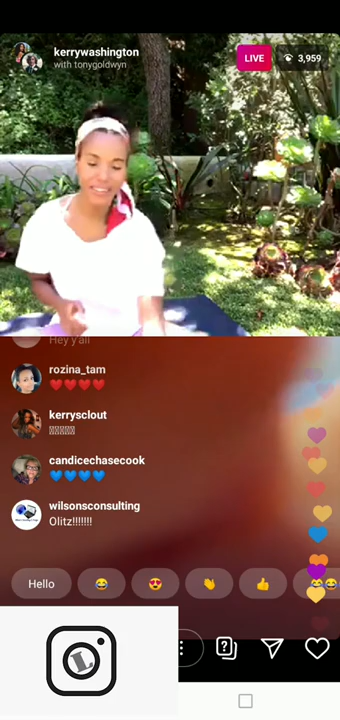 kerrywashington
with tonygoldwyn
LIVE
3,959
Hey y'all
rozina_tam
❤️❤️❤️❤️
kerrysclout
candicechasecook
💙💙💙💙
wilsonsconsulting
Olitz!!!!!!!
Hello